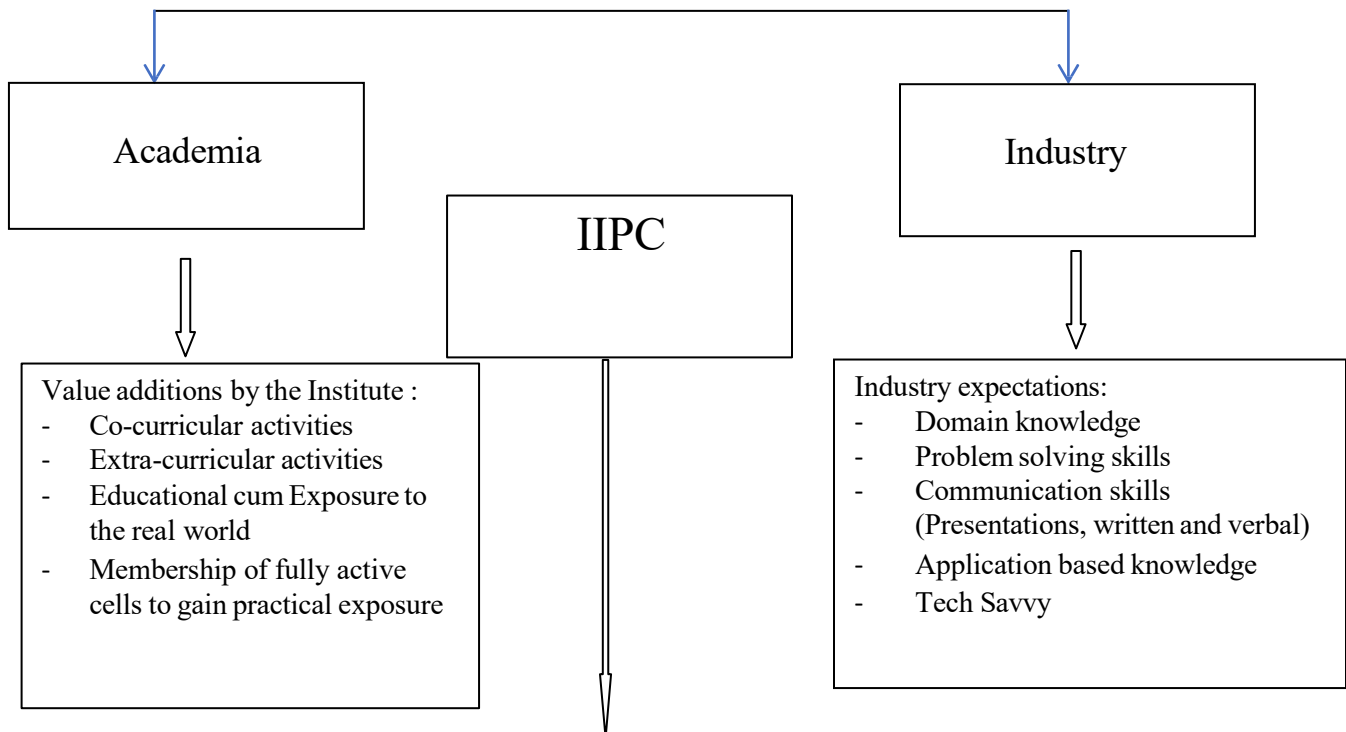 Academia
Industry
IIPC
Value additions by the Institute :
- Co-curricular activities
- Extra-curricular activities
- Educational cum Exposure to
the real world
- Membership of fully active
cells to gain practical exposure
Industry expectations:
- Domain knowledge
- Problem solving skills
- Communication skills
(Presentations, written and verbal)
- Application based knowledge
- Tech Savvy